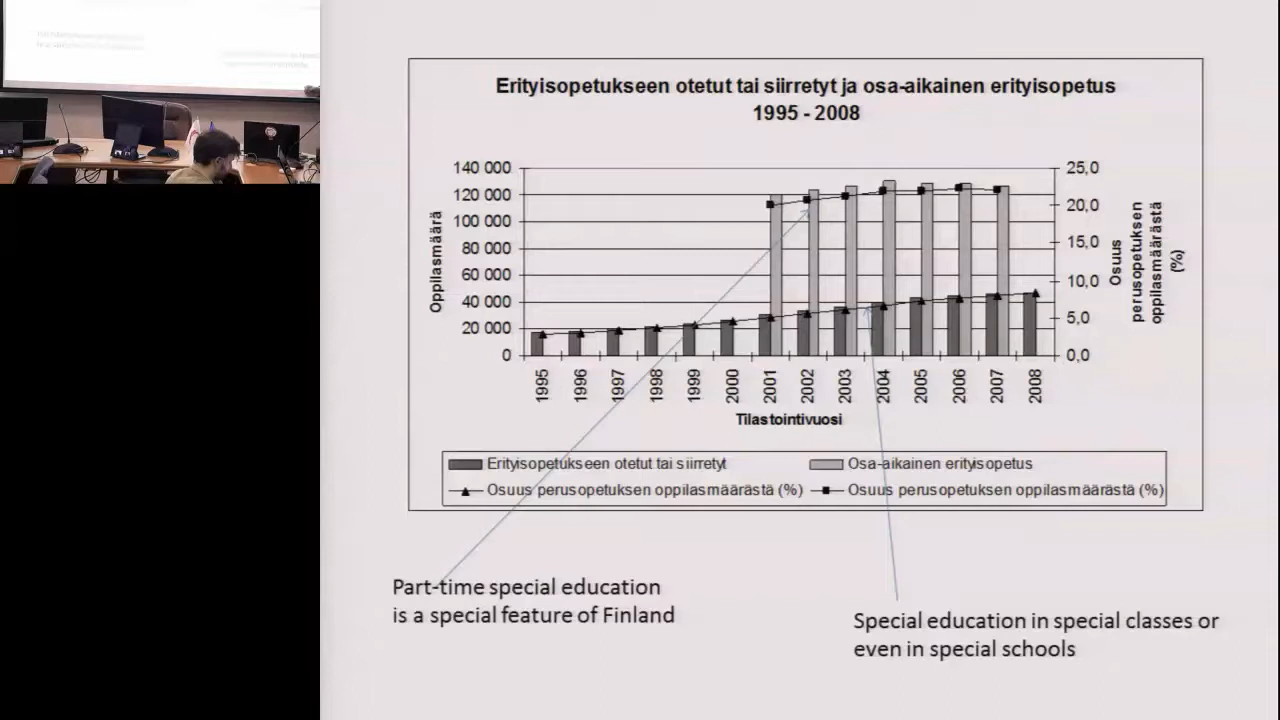 Erityisopetukseen otetut tai siirretyt ja osa-aikainen erityisopetus
1995 - 2008
140 000
120 000
100 000
80 000
60 000
40 000
20 000
0
Oppilasmäärä
25,0
20,0
15,0
10,0
5,0
0,0
Osuus
perusopetuksen
oppilasmäärästä
(%)
1995
1996
1997
1998
1999
2000
2001
2002
2003
2004
2005
2006
2007
2008
Tilastointivuosi
Erityisopetukseen otetut tai siirretyt
Osa-aikainen erityisopetus
Osuus perusopetuksen oppilasmäärästä (%)
Osuus perusopetuksen oppilasmäärästä (%)
Part-time special education
is a special feature of Finland
Special education in special classes or
even in special schools